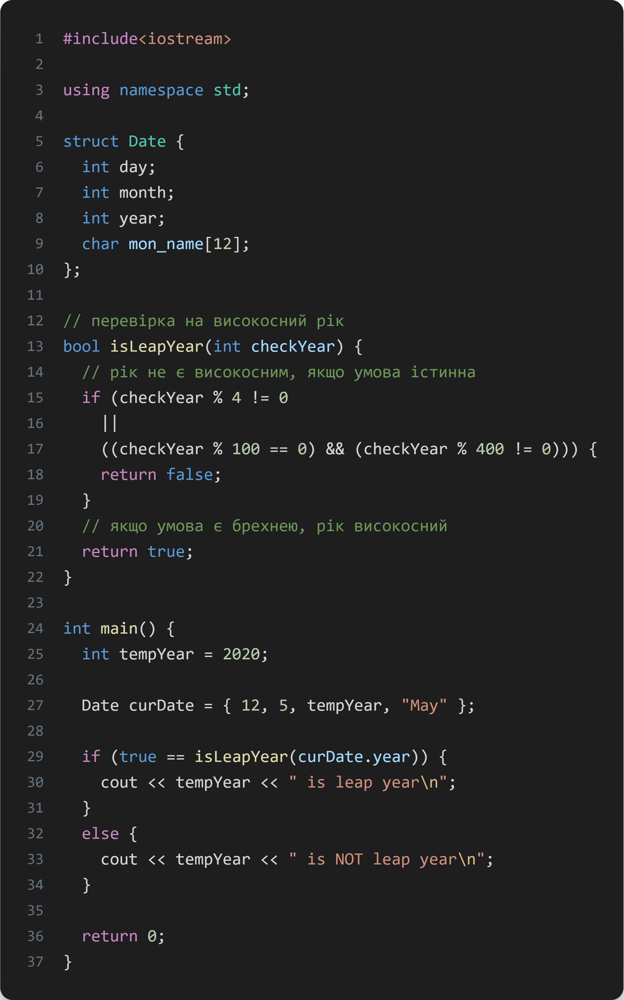 1 #include<iostream>
2
3 using namespace std;
4
5 struct Date {
6   int day;
7   int month;
8   int year;
9   char mon_name[12];
10 };
11
12 // перевірка на високосний рік
13 bool isLeapYear(int checkYear) {
14   // рік не є високосним, якщо умова істинна
15   if (checkYear % 4 != 0
16     ||
17     ((checkYear % 100 == 0) && (checkYear % 400 != 0))) {
18     return false;
19   }
20   // якщо умова є брехнею, рік високосний
21   return true;
22 }
23
24 int main() {
25   int tempYear = 2020;
26
27   Date curDate = { 12, 5, tempYear, "May" };
28
29   if (true == isLeapYear(curDate.year)) {
30     cout << tempYear << " is leap year\n";
31   }
32   else {
33     cout << tempYear << " is NOT leap year\n";
34   }
35
36   return 0;
37 }